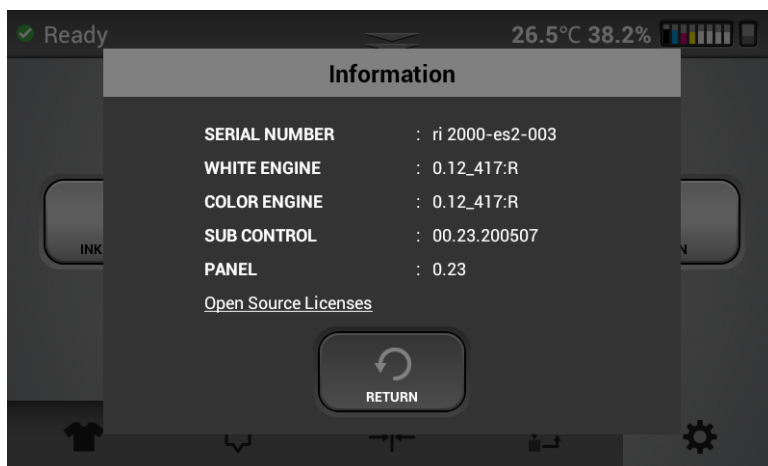 Ready
26.5℃ 38.2%
Information
SERIAL NUMBER : ri 2000-es2-003
WHITE ENGINE : 0.12_417:R
COLOR ENGINE : 0.12_417:R
SUB CONTROL : 00.23.200507
PANEL : 0.23
Open Source Licenses
INK
N
RETURN